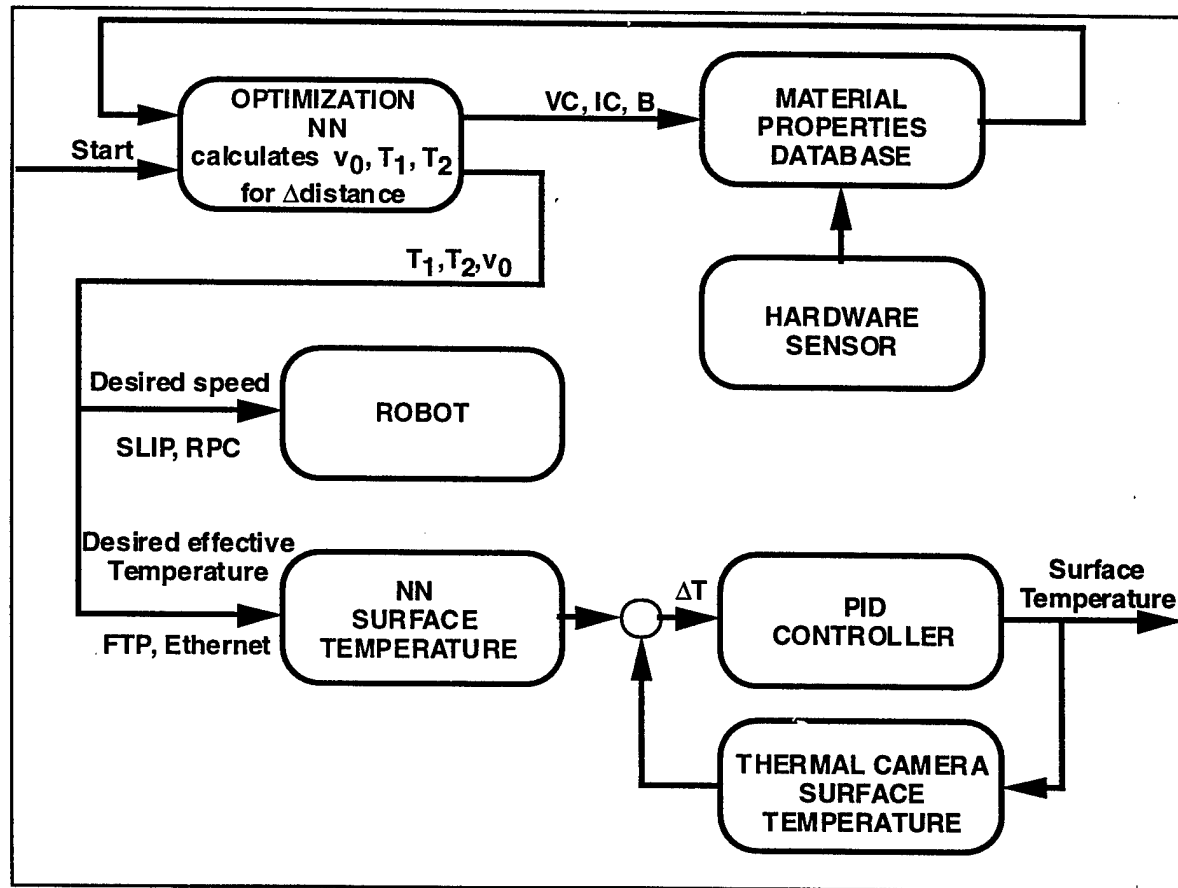 OPTIMIZATION
NN
calculates v0, T1, T2
for Δdistance
Start
VC, IC, B
MATERIAL
PROPERTIES
DATABASE
T1,T2,v0
HARDWARE
SENSOR
Desired speed
SLIP, RPC
ROBOT
Desired effective
Temperature
FTP, Ethernet
NN
SURFACE
TEMPERATURE
ΔT
PID
CONTROLLER
Surface
Temperature
THERMAL CAMERA
SURFACE
TEMPERATURE